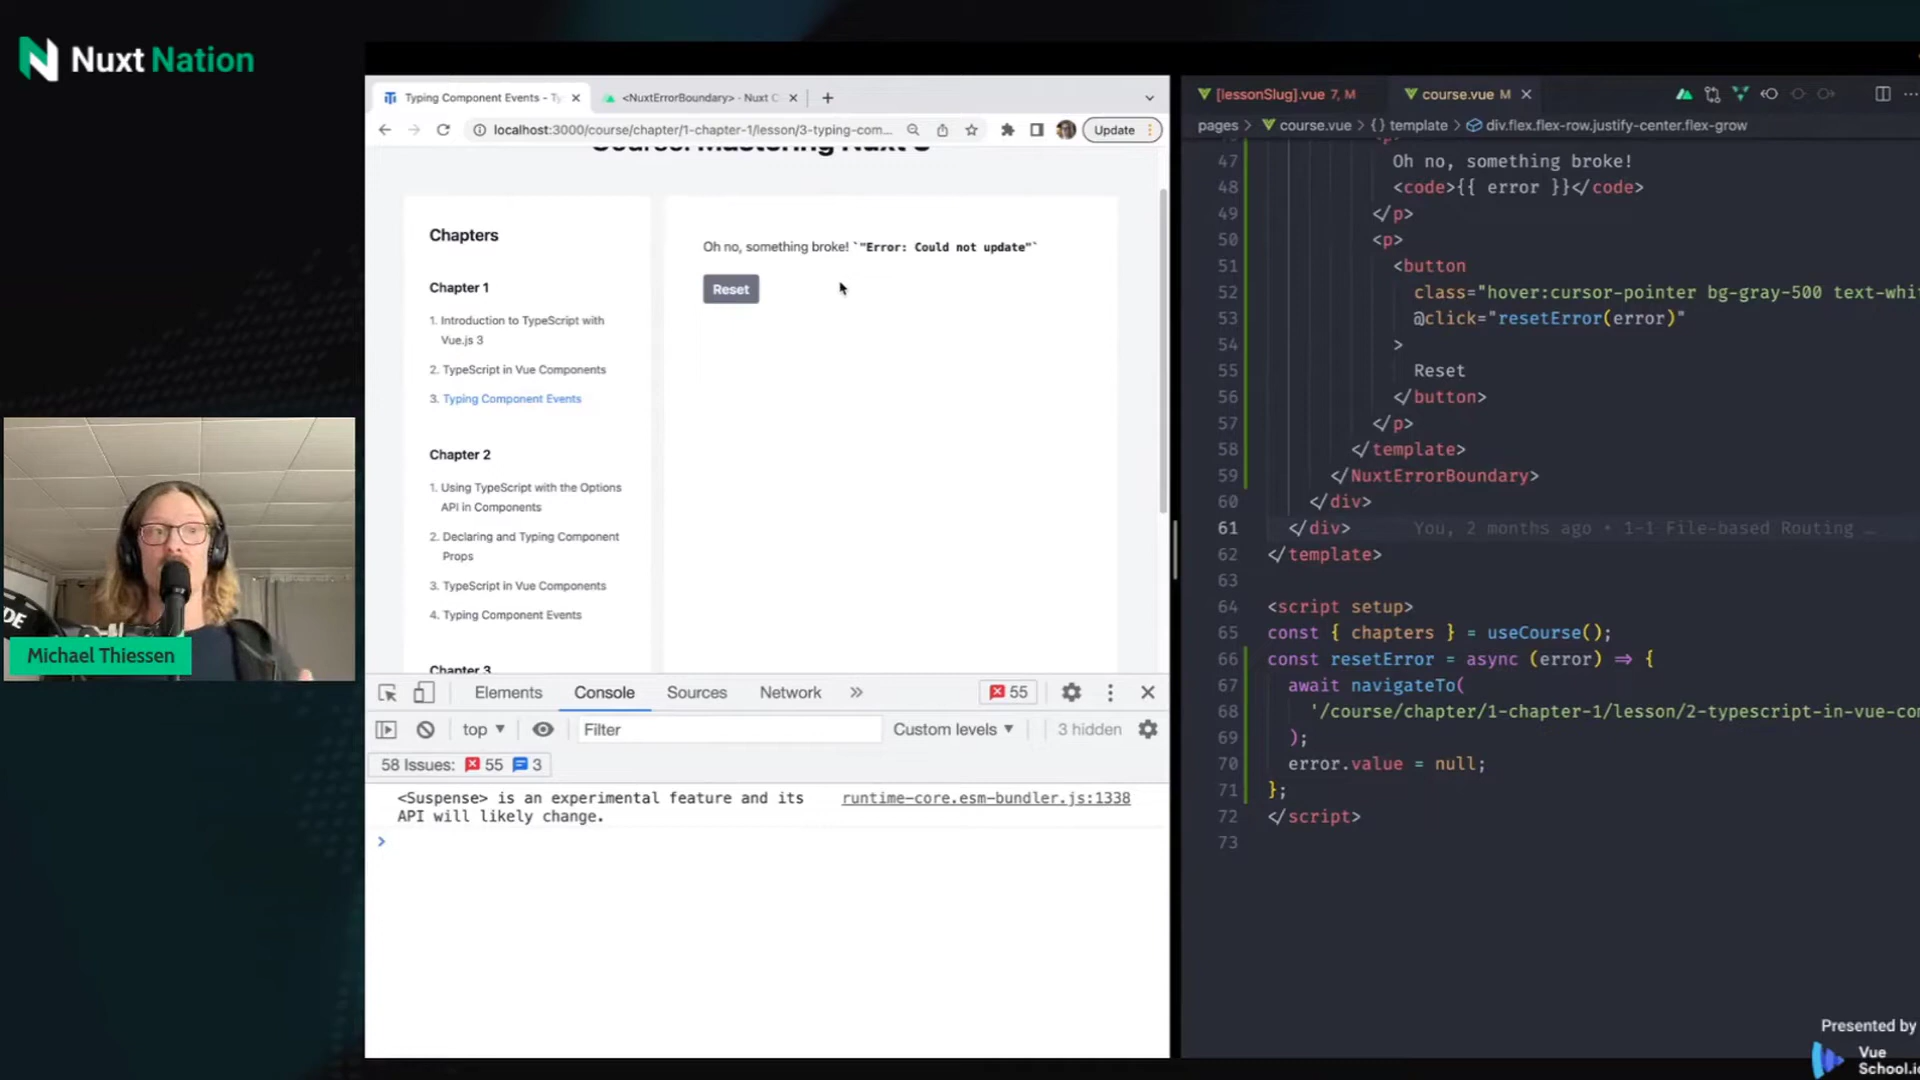 Nuxt Nation
Typing Component Events - Ty
<NuxtErrorBoundary> · Nuxt C
localhost:3000/course/chapter/1-chapter-1/lesson/3-typing-com...
Update
Course: Mastering Nuxt 3
Chapters
Chapter 1
1. Introduction to TypeScript with
Vue.js 3
2. TypeScript in Vue Components
3. Typing Component Events
Chapter 2
1. Using TypeScript with the Options
API in Components
2. Declaring and Typing Component
Props
3. TypeScript in Vue Components
4. Typing Component Events
Chapter 3
Oh no, something broke! `"Error: Could not update"`
Reset
Elements Console Sources Network » 55
top ▼ Filter Custom levels ▼ 3 hidden
58 Issues: 55 3
<Suspense> is an experimental feature and its runtime-core.esm-bundler.js:1338
API will likely change.
>
[lessonSlug].vue 7, M
course.vue M
pages > course.vue > {} template > div.flex.flex-row.justify-center.flex-grow
47 Oh no, something broke!
48 <code>{{ error }}</code>
49 </p>
50 <p>
51 <button
52 class="hover:cursor-pointer bg-gray-500 text-whi
53 @click="resetError(error)"
54 >
55 Reset
56 </button>
57 </p>
58 </template>
59 </NuxtErrorBoundary>
60 </div>
61 </div> You, 2 months ago • 1-1 File-based Routing …
62 </template>
63
64 <script setup>
65 const { chapters } = useCourse();
66 const resetError = async (error) => {
67 await navigateTo(
68 '/course/chapter/1-chapter-1/lesson/2-typescript-in-vue-co
69 );
70 error.value = null;
71 };
72 </script>
73
DE
Michael Thiessen
Presented by
Vue
School.io